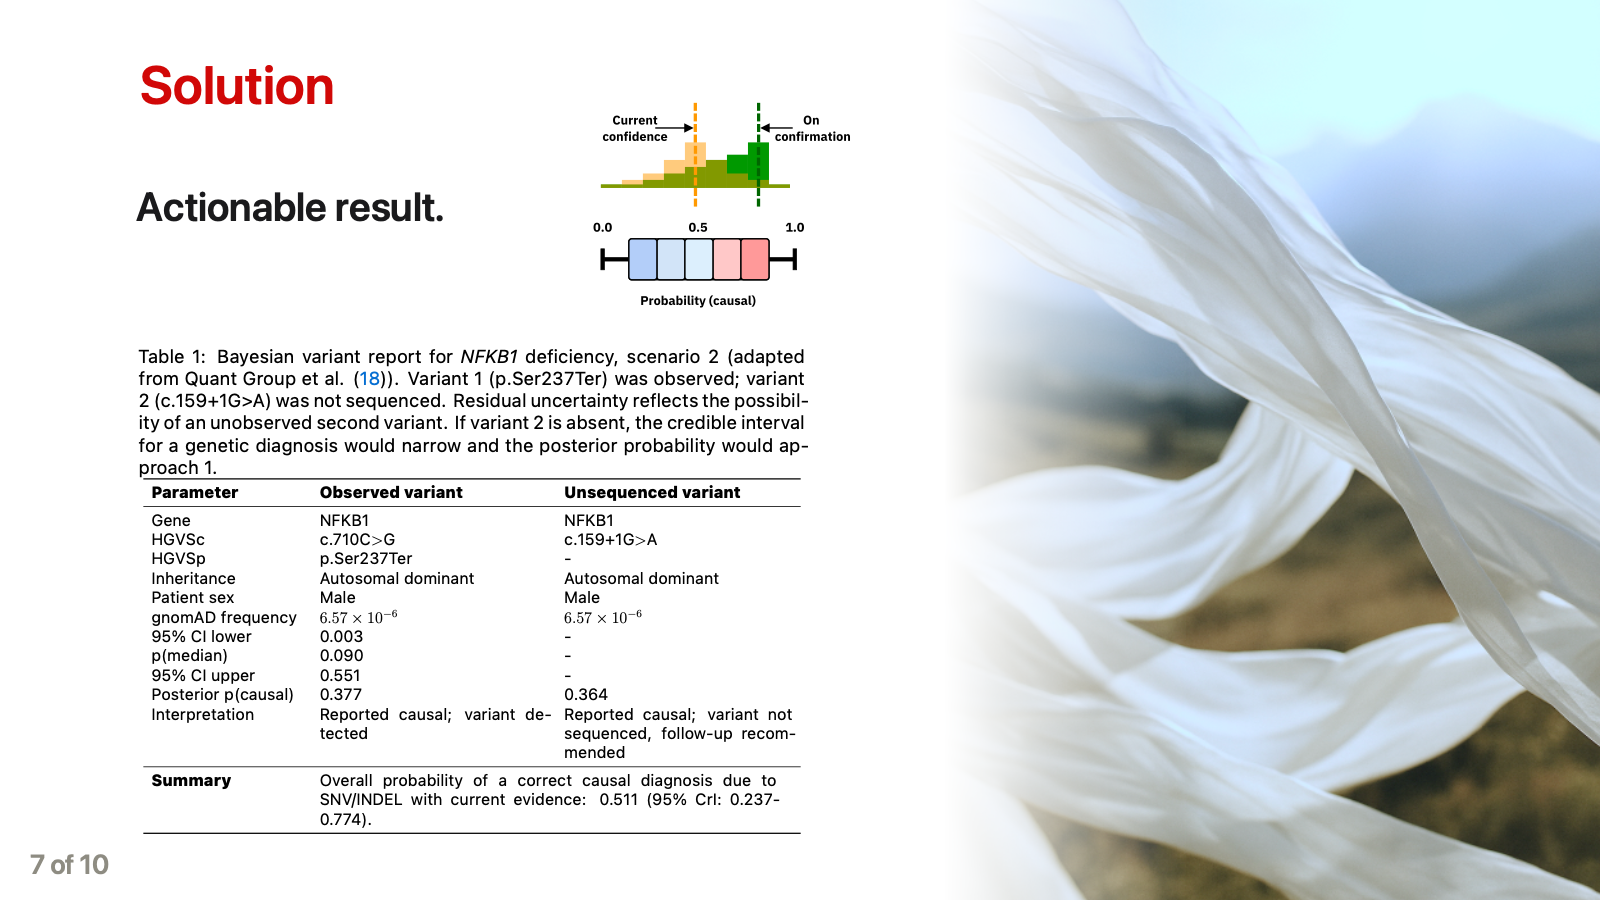 Solution
Actionable result.
Current
confidence
On
confirmation
0.0 0.5 1.0
Probability (causal)
Table 1: Bayesian variant report for NFKB1 deficiency, scenario 2 (adapted
from Quant Group et al. (18)). Variant 1 (p.Ser237Ter) was observed; variant
2 (c.159+1G>A) was not sequenced. Residual uncertainty reflects the possibil-
ity of an unobserved second variant. If variant 2 is absent, the credible interval
for a genetic diagnosis would narrow and the posterior probability would ap-
proach 1.
Parameter Observed variant Unsequenced variant
Gene NFKB1 NFKB1
HGVSc c.710C>G c.159+1G>A
HGVSp p.Ser237Ter -
Inheritance Autosomal dominant Autosomal dominant
Patient sex Male Male
gnomAD frequency 6.57 × 10⁻⁶ 6.57 × 10⁻⁶
95% CI lower 0.003 -
p(median) 0.090 -
95% CI upper 0.551 -
Posterior p(causal) 0.377 0.364
Interpretation Reported causal; variant de- Reported causal; variant not
tected sequenced, follow-up recom-
mended
Summary Overall probability of a correct causal diagnosis due to
SNV/INDEL with current evidence: 0.511 (95% CrI: 0.237-
0.774).
7 of 10